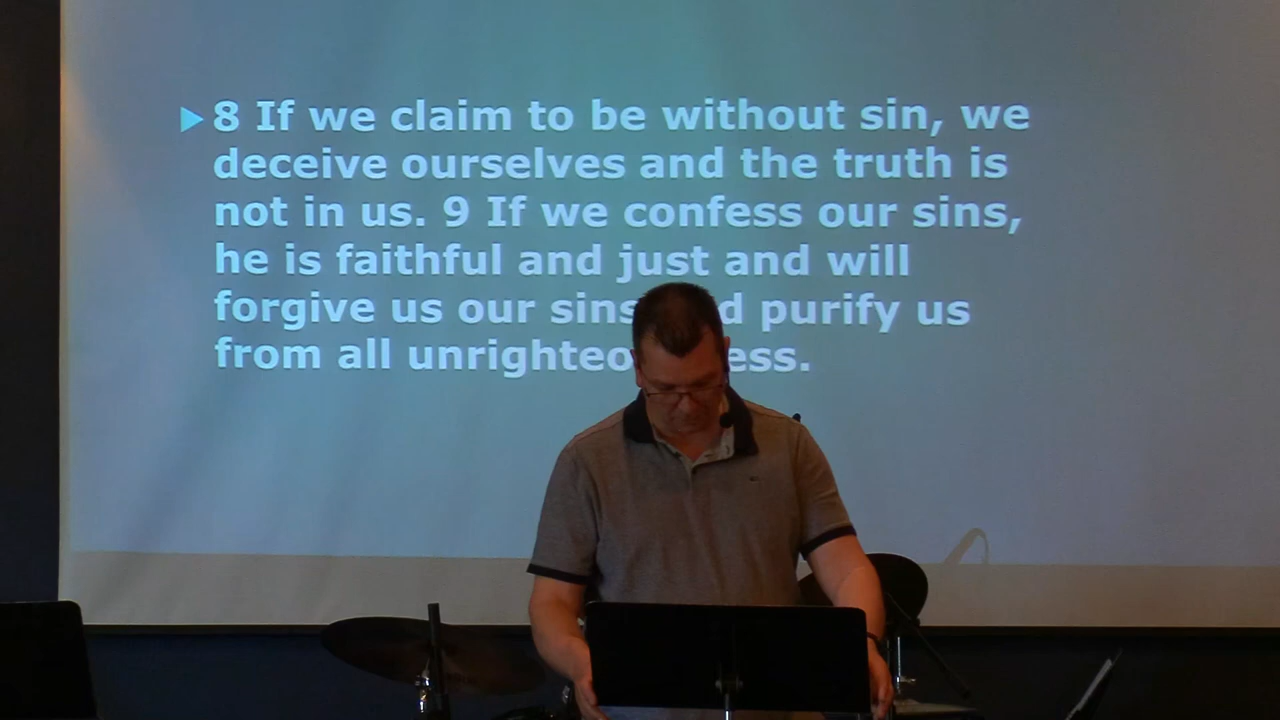 8 If we claim to be without sin, we
deceive ourselves and the truth is
not in us. 9 If we confess our sins,
he is faithful and just and will
forgive us our sins purify us
from all